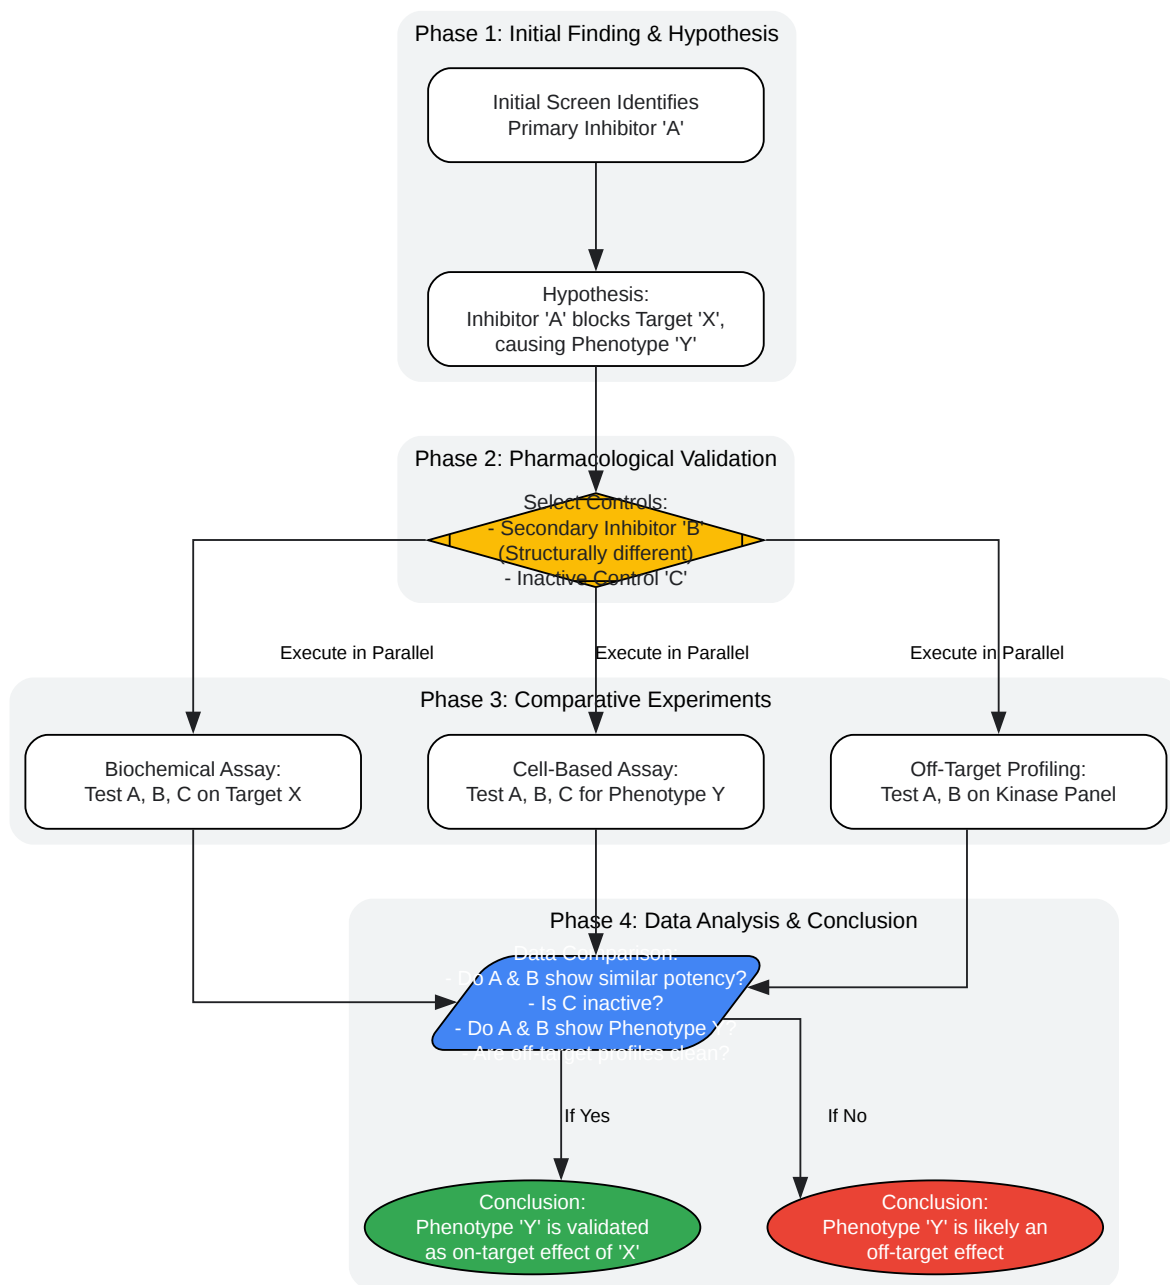 Phase 1: Initial Finding & Hypothesis
Initial Screen Identifies
Primary Inhibitor 'A'
Hypothesis:
Inhibitor 'A' blocks Target 'X',
causing Phenotype 'Y'
Phase 2: Pharmacological Validation
Select Controls:
- Secondary Inhibitor 'B'
(Structurally different)
- Inactive Control 'C'
Execute in Parallel
Execute in Parallel
Execute in Parallel
Phase 3: Comparative Experiments
Biochemical Assay:
Test A, B, C on Target X
Cell-Based Assay:
Test A, B, C for Phenotype Y
Off-Target Profiling:
Test A, B on Kinase Panel
Phase 4: Data Analysis & Conclusion
Data Comparison:
- Do A & B show similar potency?
- Is C inactive?
- Do A & B show Phenotype Y?
- Are off-target profiles clean?
If Yes
If No
Conclusion:
Phenotype 'Y' is validated
as on-target effect of 'X'
Conclusion:
Phenotype 'Y' is likely an
off-target effect